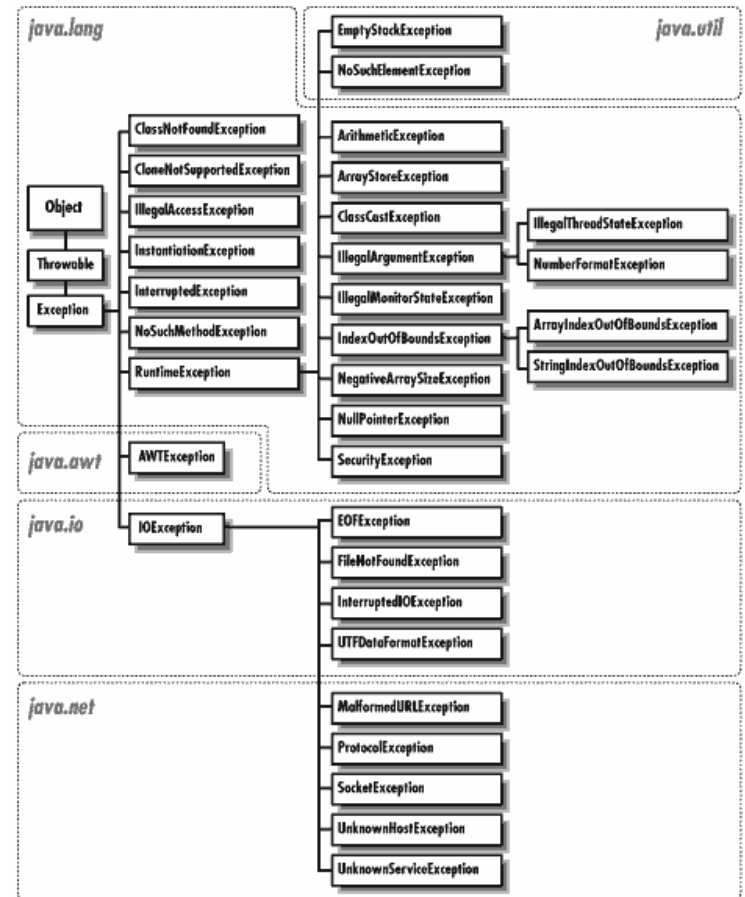 java.lang
java.util
EmptyStackException
NoSuchElementException
ClassNotFoundException
CloneNotSupportedException
IllegalAccessException
InstantiationException
InterruptedException
NoSuchMethodException
RuntimeException
Object
Throwable
Exception
ArithmeticException
ArrayStoreException
ClassCastException
IllegalArgumentException
IllegalMonitorStateException
IndexOutOfBoundsException
NegativeArraySizeException
NullPointerException
SecurityException
IllegalThreadStateException
NumberFormatException
ArrayIndexOutOfBoundsException
StringIndexOutOfBoundsException
java.awt
AWTException
java.io
IOException
EOFException
FileNotFoundException
InterruptedIOException
UTFDataFormatException
java.net
MalformedURLException
ProtocolException
SocketException
UnknownHostException
UnknownServiceException